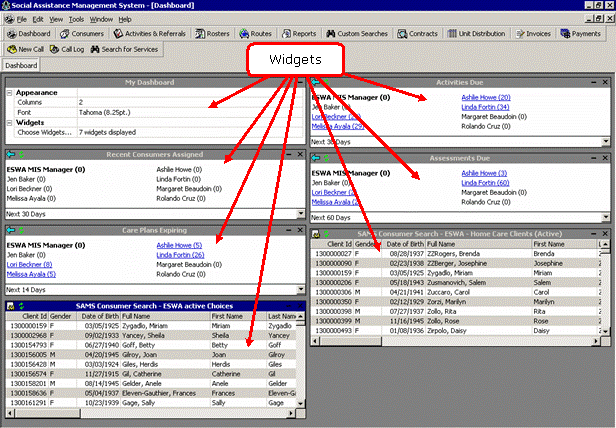 Social Assistance Management System - [Dashboard]
File Edit View Tools Window Help
Dashboard Consumers Activities & Referrals Rosters Routes Reports Custom Searches Contracts Unit Distribution Invoices Payments
New Call Call Log Search for Services
Dashboard
Widgets
My Dashboard
Appearance
Columns 2
Font Tahoma (8.25pt.)
Widgets
Choose Widgets... 7 widgets displayed
Activities Due
ESWA MIS Manager (0) Ashlie Howe (20)
Jen Baker (0) Linda Fortin (34)
Lori Beckner Margaret Beaudoin (0)
Melissa Ayala (29) Rolando Cruz (0)
Next 30 Days
Recent Consumers Assigned
ESWA MIS Manager (0) Ashlie Howe (0)
Jen Baker (0) Linda Fortin (0)
Lori Beckner (0) Margaret Beaudoin (0)
Melissa Ayala (0) Rolando Cruz (0)
Next 30 Days
Assessments Due
ESWA MIS Manager (0) Ashlie Howe (3)
Jen Baker (0) Linda Fortin (60)
Lori Beckner Margaret Beaudoin (0)
Melissa Ayala Rolando Cruz (0)
Next 60 Days
Care Plans Expiring
ESWA MIS Manager (0) Ashlie Howe (5)
Jen Baker (0) Linda Fortin (26)
Lori Beckner (8) Margaret Beaudoin (0)
Melissa Ayala (5) Rolando Cruz (0)
Next 14 Days
SAMS Consumer Search - ESWA - Home Care Clients (Active)
Client Id Gender Date of Birth Full Name First Name L
1300000027 F 08/28/1937 ZZRogers, Brenda Brenda Z
1300000090 F 02/23/1938 ZZBerger, Josephine Josephine Z
1300000159 F 03/05/1925 Zygadlo, Miriam Miriam Z
1300000206 F 05/18/1943 Zusmanovich, Salem Salem Z
1300000306 F 04/21/1942 Zuccaro, Carol Carol Z
1300000350 F 02/12/1929 Zorzi, Marilyn Marilyn Z
1300000398 M 07/27/1937 Zollo, Rita Rita Z
1300000399 M 11/16/1945 Zollo, Rose Rose Z
1300000493 F 01/08/1936 Zirpolo, Daisy Daisy Z
SAMS Consumer Search - ESWA active Choices
Client Id Gender Date of Birth Full Name First Name Last Nam
1300000159 F 03/05/1925 Zygadlo, Miriam Miriam Zygadlo
1300002968 F 09/02/1933 Yancey, Sheila Sheila Yancey
1300154793 F 06/27/1940 Goff, Betty Betty Goff
1300156005 M 04/20/1945 Gilroy, Joan Joan Gilroy
1300156428 M 03/03/1924 Giles, Herdis Herdis Giles
1300156574 F 11/27/1915 Gil, Catherine Catherine Gil
1300158201 M 08/14/1945 Gelder, Anele Anele Gelder
1300158636 F 05/04/1937 Eleven-Gauthier, Frances Frances Eleven-G
1300161291 F 10/23/1939 Gage, Sally Sally Gage